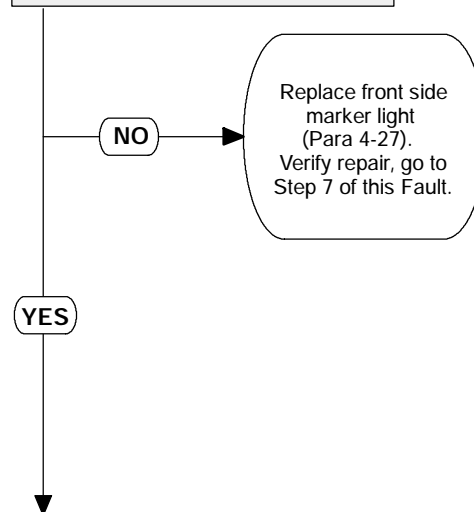 NO
Replace front side
marker light
(Para 4-27).
Verify repair, go to
Step 7 of this Fault.
YES